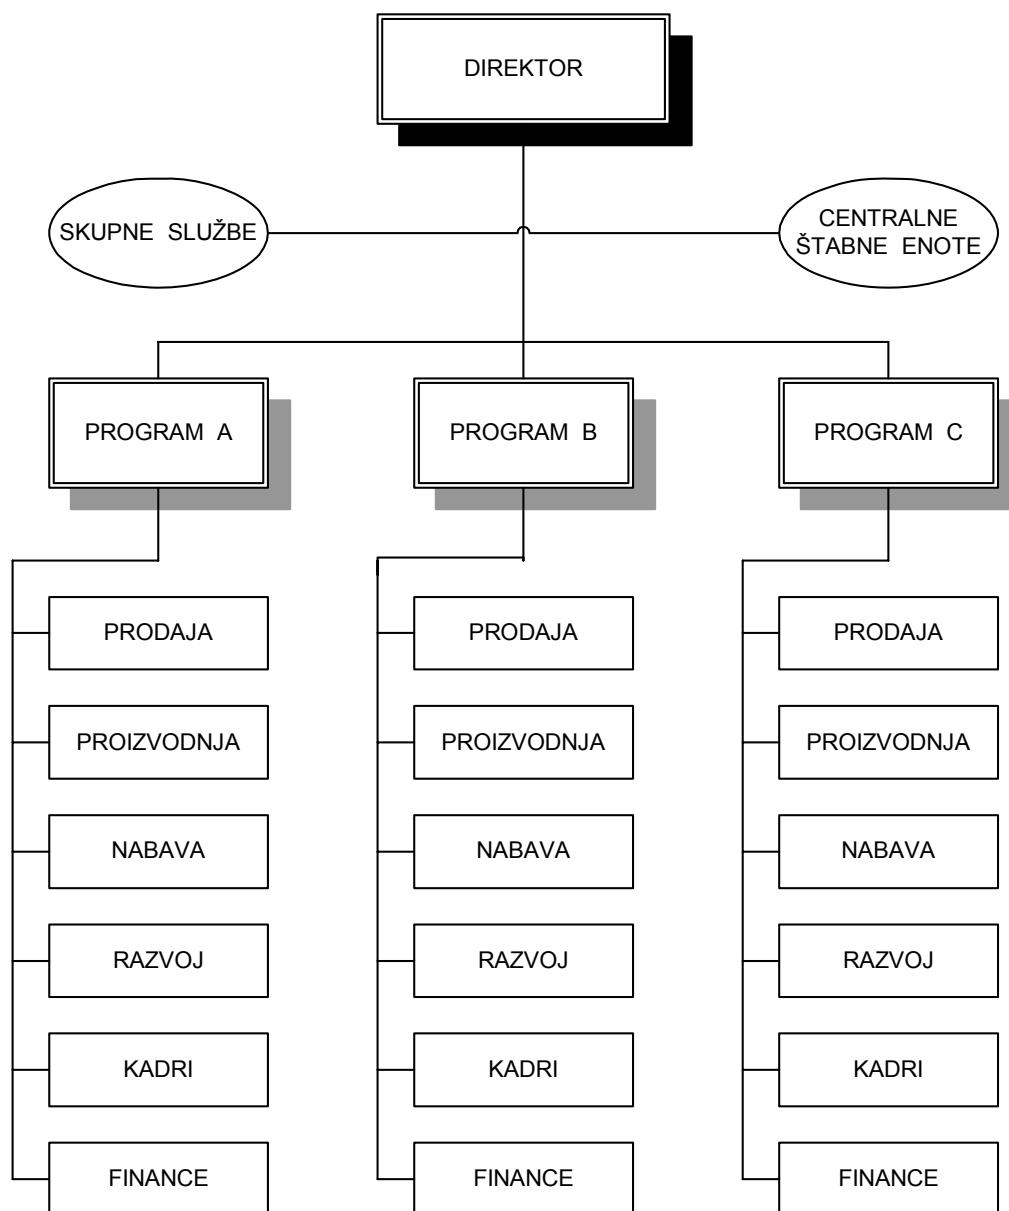 DIREKTOR
SKUPNE SLUŽBE
CENTRALNE
ŠTABNE ENOTE
PROGRAM A
PROGRAM B
PROGRAM C
PRODAJA
PRODAJA
PRODAJA
PROIZVODNJA
PROIZVODNJA
PROIZVODNJA
NABAVA
NABAVA
NABAVA
RAZVOJ
RAZVOJ
RAZVOJ
KADRI
KADRI
KADRI
FINANCE
FINANCE
FINANCE